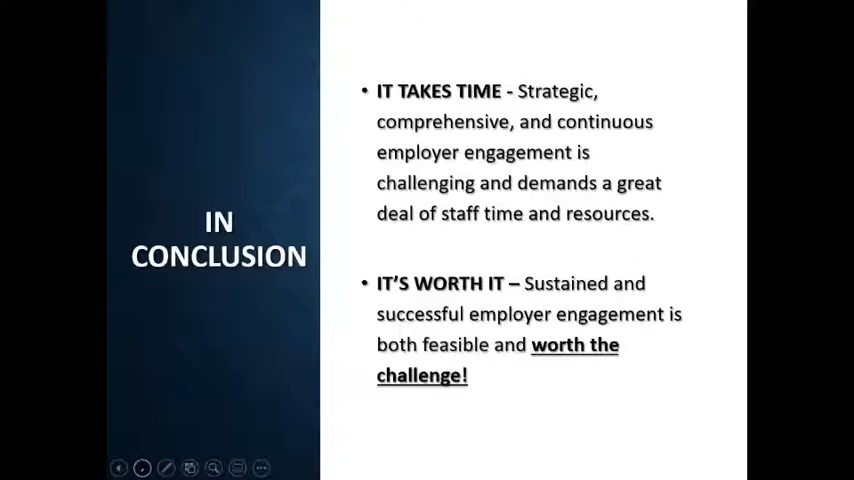 IN
CONCLUSION
• IT TAKES TIME - Strategic,
comprehensive, and continuous
employer engagement is
challenging and demands a great
deal of staff time and resources.
• IT’S WORTH IT – Sustained and
successful employer engagement is
both feasible and worth the
challenge!